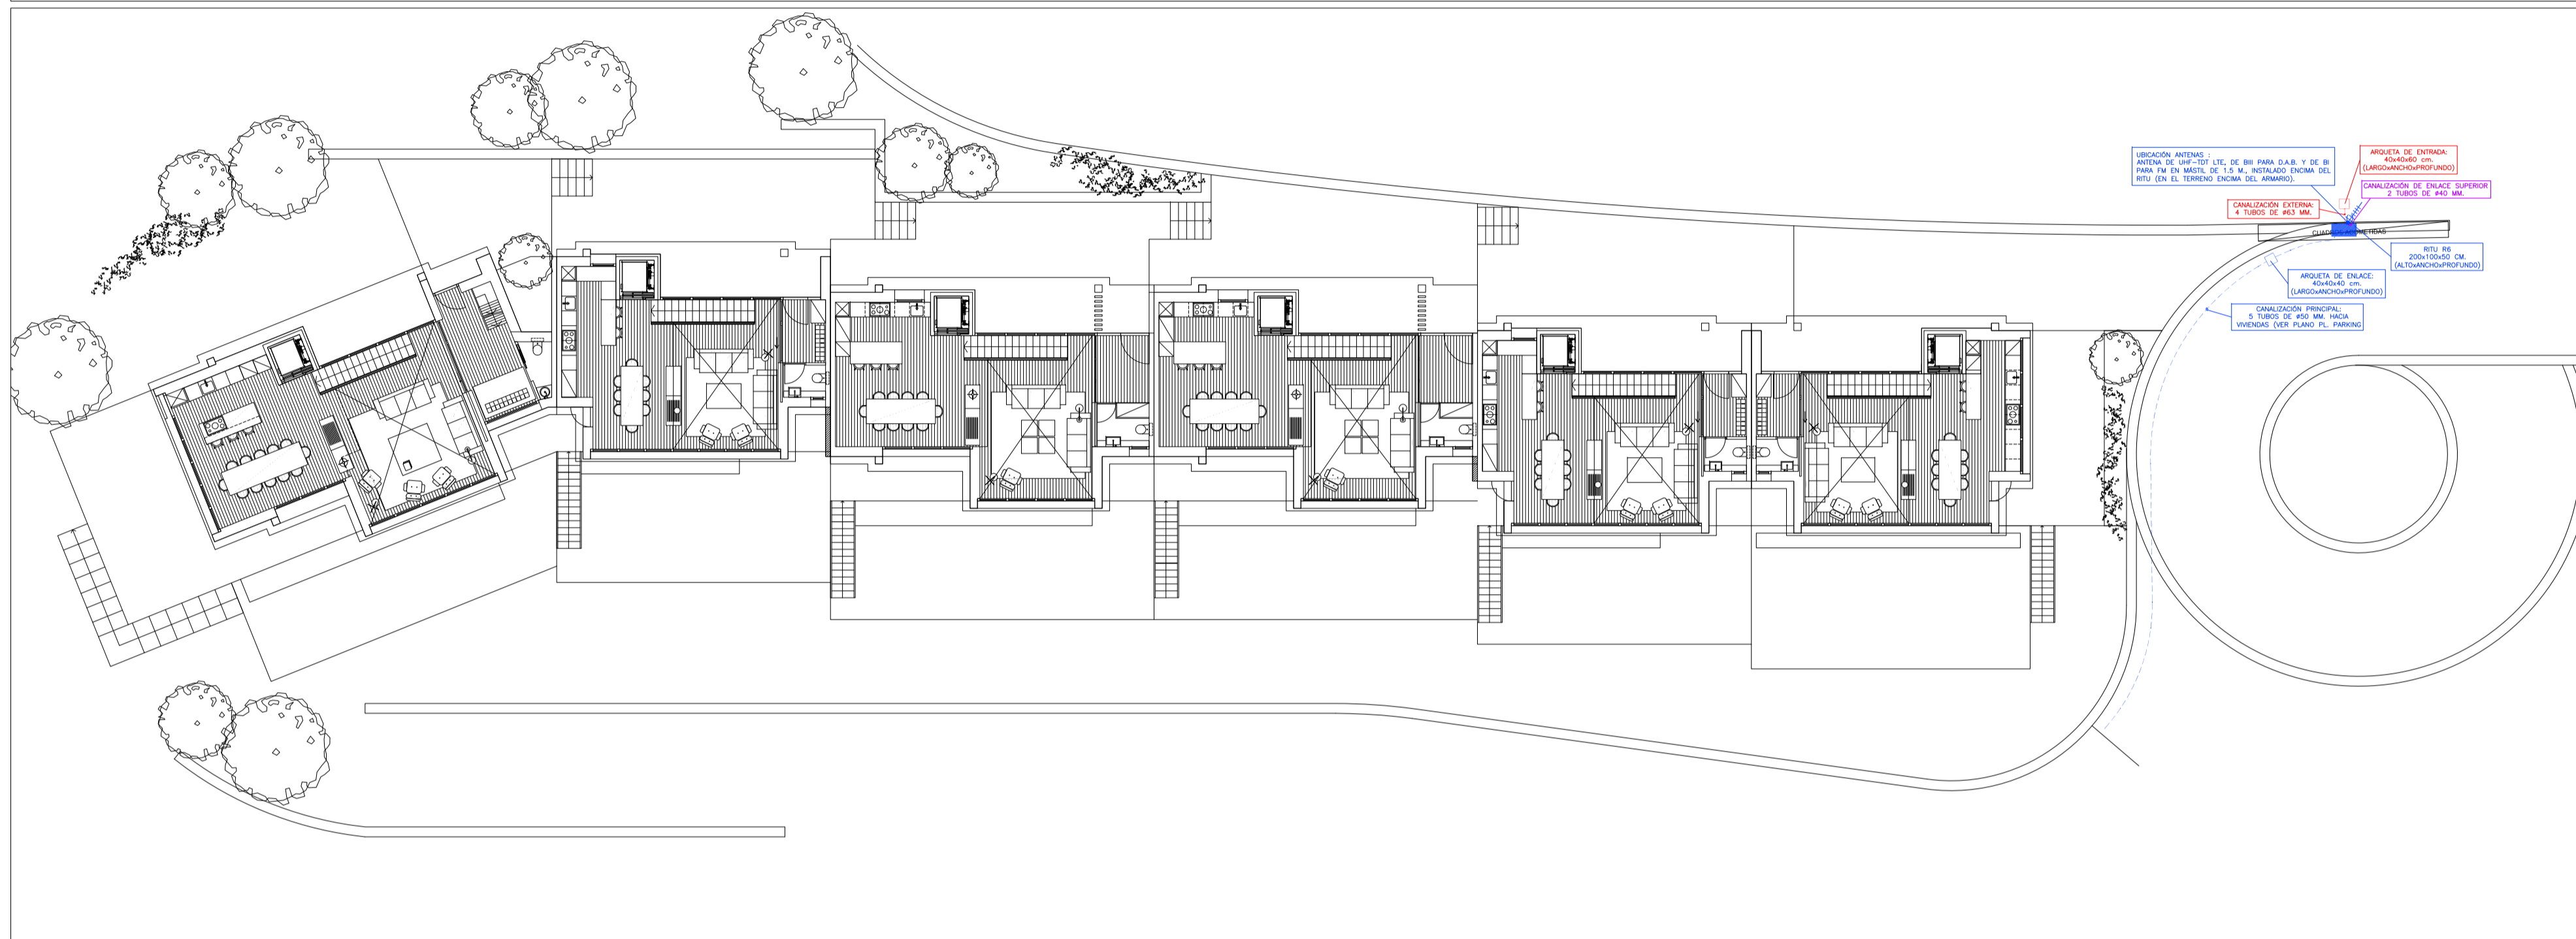 UBICACIÓN ANTENAS :
ANTENA DE UHF-TDT LTE, DE BIII PARA D.A.B. Y DE BI
PARA FM EN MÁSTIL DE 1.5 M., INSTALADO ENCIMA DEL
RITU (EN EL TERRENO ENCIMA DEL ARMARIO).
ARQUETA DE ENTRADA:
40x40x60 cm.
(LARGOxANCHOxPROFUNDO)
CANALIZACIÓN DE ENLACE SUPERIOR
2 TUBOS DE ø40 MM.
CANALIZACIÓN EXTERNA:
4 TUBOS DE ø63 MM.
CUADROS ACOMETIDAS
RITU R6
200x100x50 CM.
(ALTOxANCHOxPROFUNDO)
ARQUETA DE ENLACE:
40x40x40 cm.
(LARGOxANCHOxPROFUNDO)
CANALIZACIÓN PRINCIPAL:
5 TUBOS DE ø50 MM. HACIA
VIVIENDAS (VER PLANO PL. PARKING